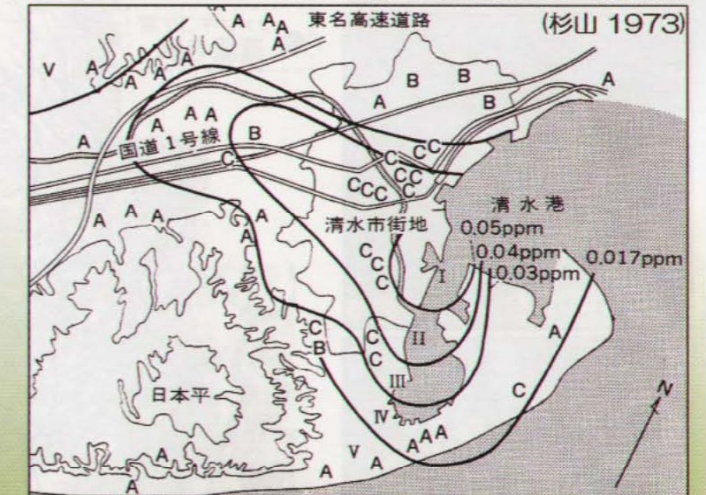 東名高速道路
(杉山 1973)
A A A A
V A A A A A A
B B A B A
A A A A B
国道1号線
C C C C
C C C C C
A A A A A
清水市街地
清水港
0.05ppm
0.04ppm
0.03ppm
0.017ppm
C C C
I
II
III
IV
V
C B C C
A
C
日本平
N
A A A
A A A
A